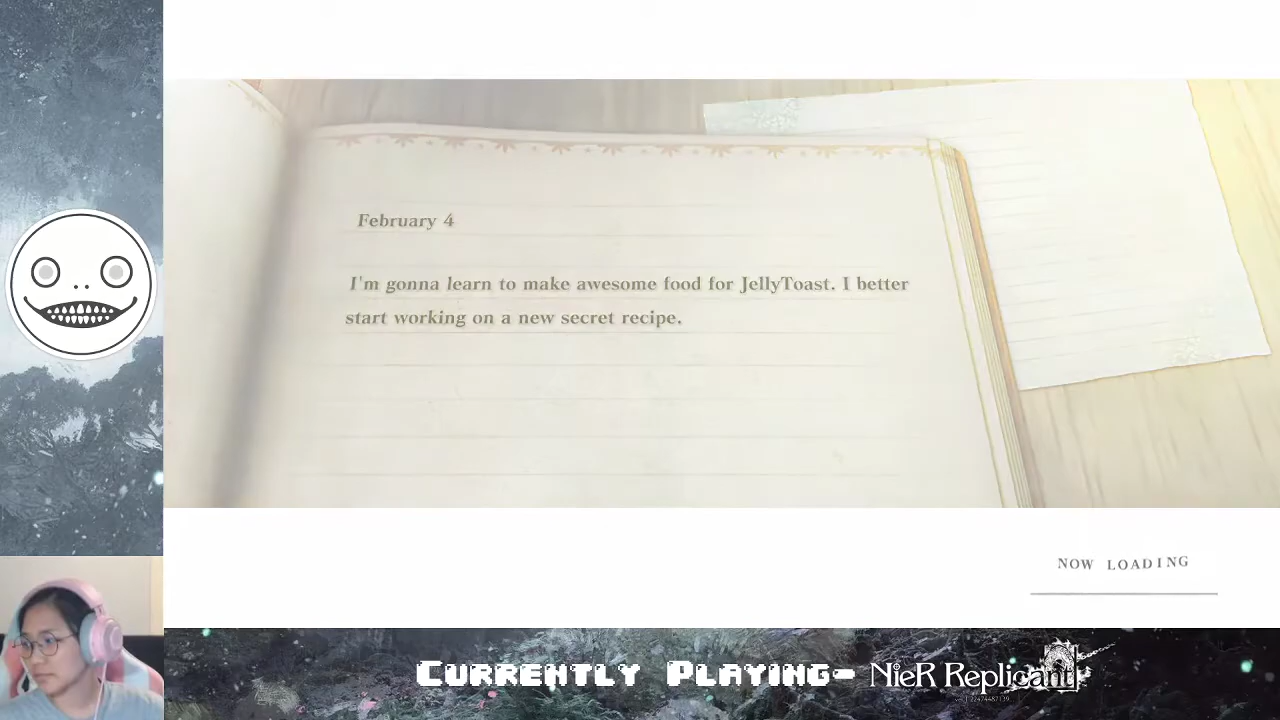 February 4
I'm gonna learn to make awesome food for JellyToast. I better
start working on a new secret recipe.
NOW LOADING
Currently Playing- NieR Replicant